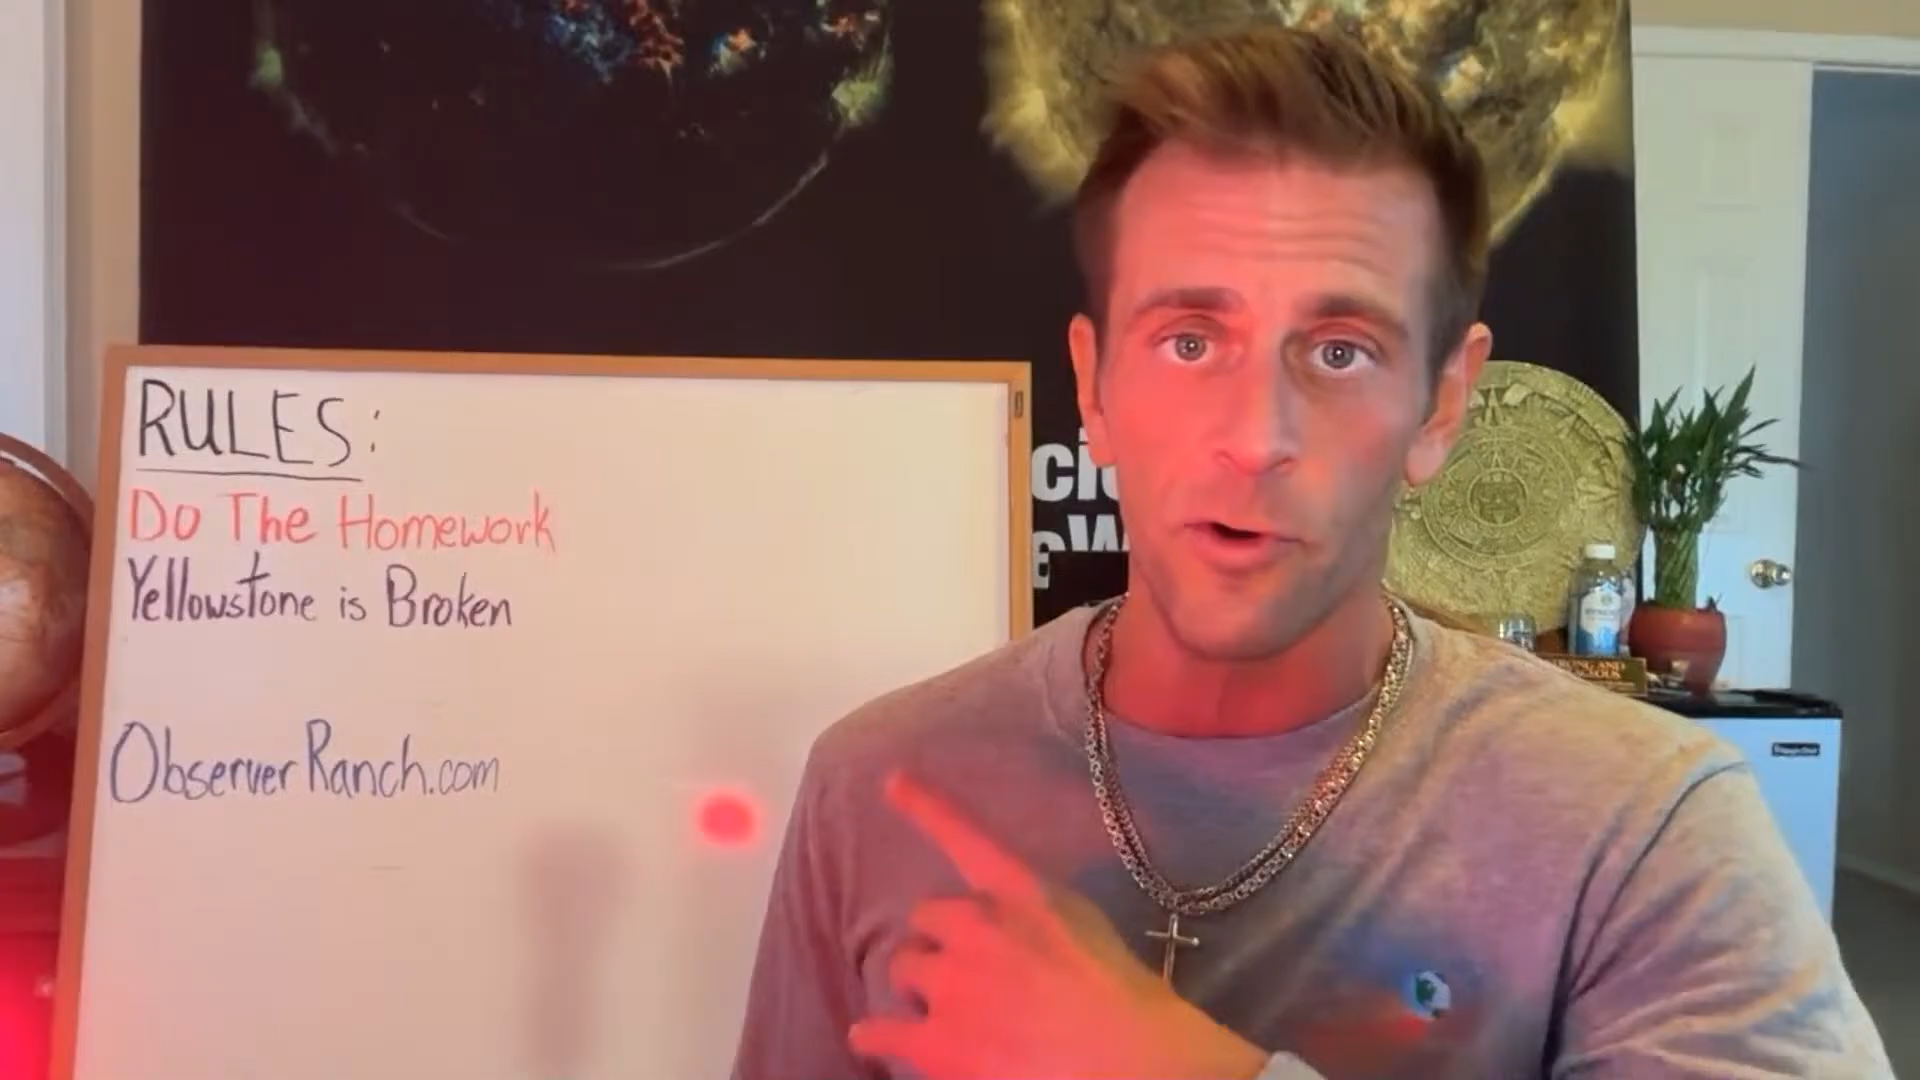 RULES:
Do The Homework
Yellowstone is Broken
ObserverRanch.com